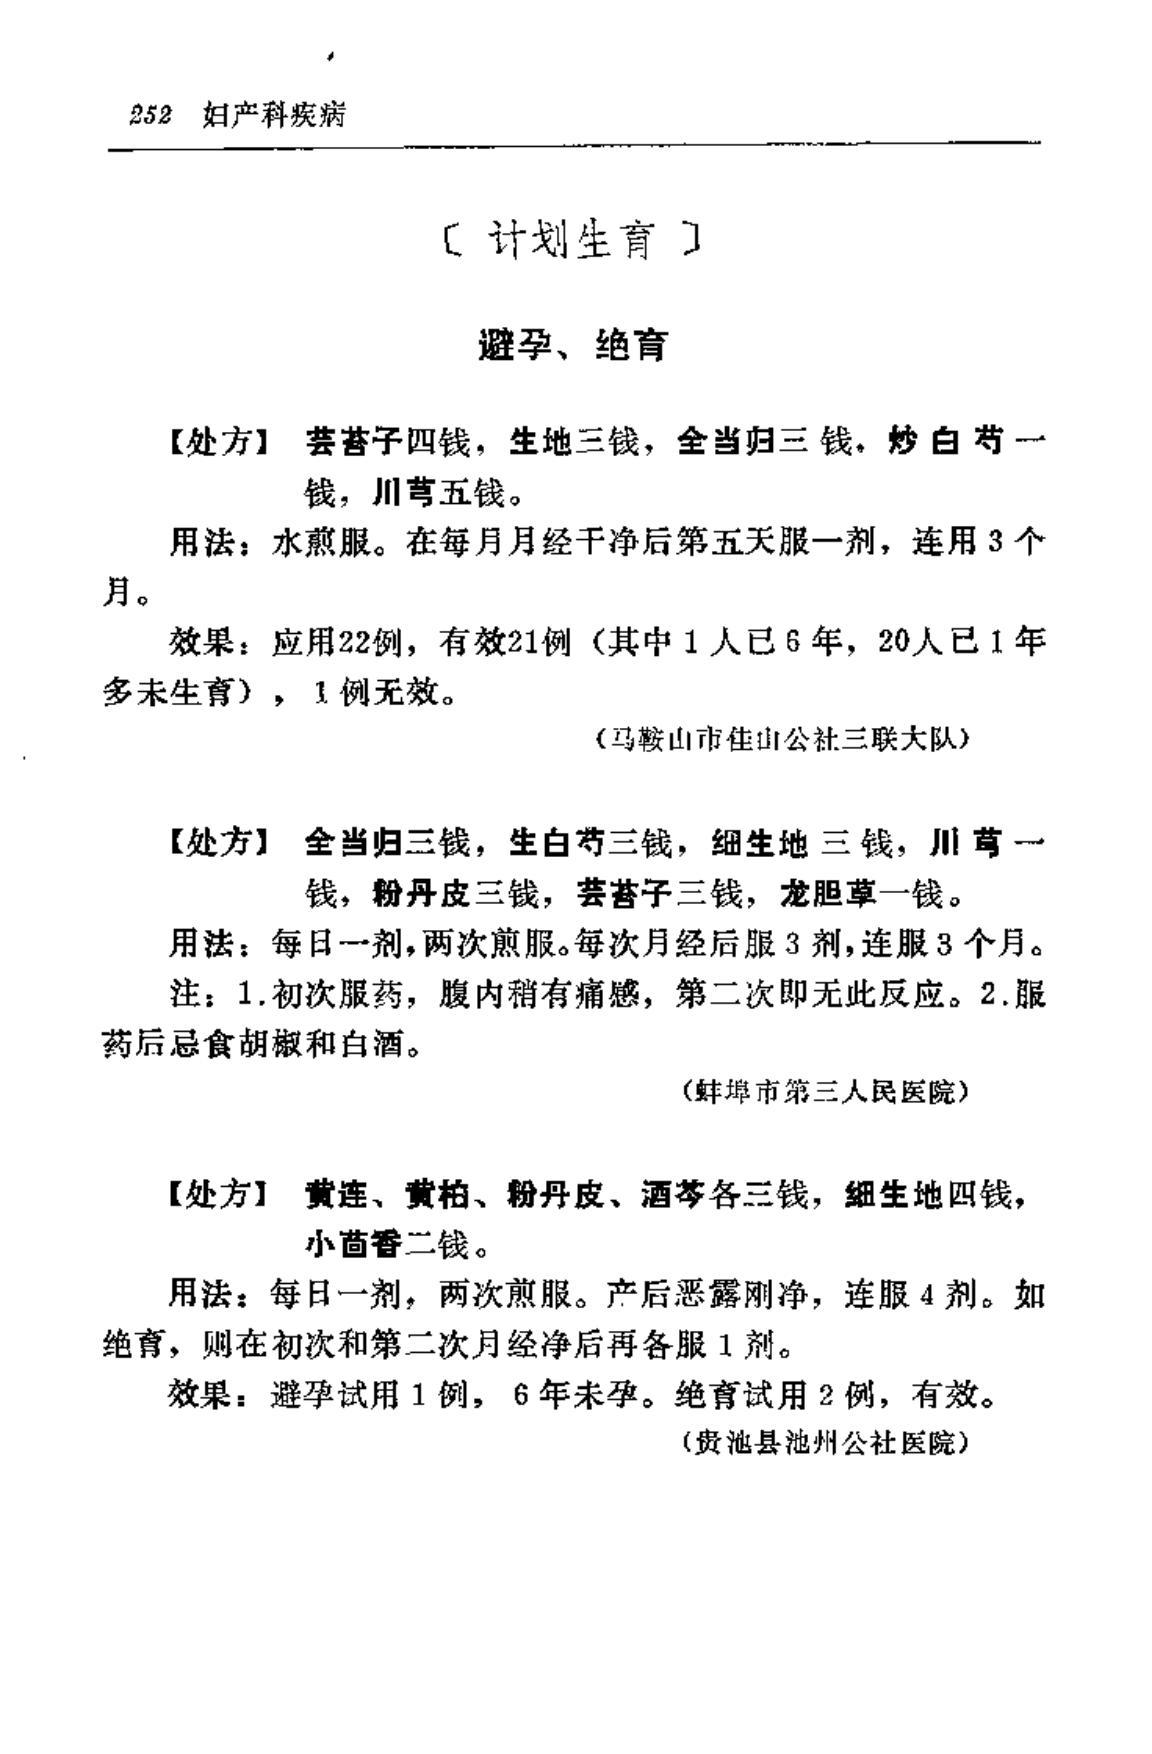 252 妇产科疾病
〔 计划生育 〕
避孕、绝育
【处方】 芸苔子四钱，生地三钱，全当归三钱，炒白芍一
钱，川芎五钱。
用法：水煎服。在每月月经干净后第五天服一剂，连用3个
月。
效果：应用22例，有效21例（其中1人已6年，20人已1年
多未生育），1例无效。
（马鞍山市佳山公社三联大队）
【处方】 全当归三钱，生白芍三钱，细生地三钱，川芎一
钱，粉丹皮三钱，芸苔子三钱，龙胆草一钱。
用法：每日一剂，两次煎服。每次月经后服3剂，连服3个月。
注：1.初次服药，腹内稍有痛感，第二次即无此反应。2.服
药后忌食胡椒和白酒。
（蚌埠市第三人民医院）
【处方】 黄连、黄柏、粉丹皮、酒芩各三钱，细生地四钱，
小茴香二钱。
用法：每日一剂，两次煎服。产后恶露刚净，连服4剂。如
绝育，则在初次和第二次月经净后再各服1剂。
效果：避孕试用1例，6年未孕。绝育试用2例，有效。
（贵池县池州公社医院）